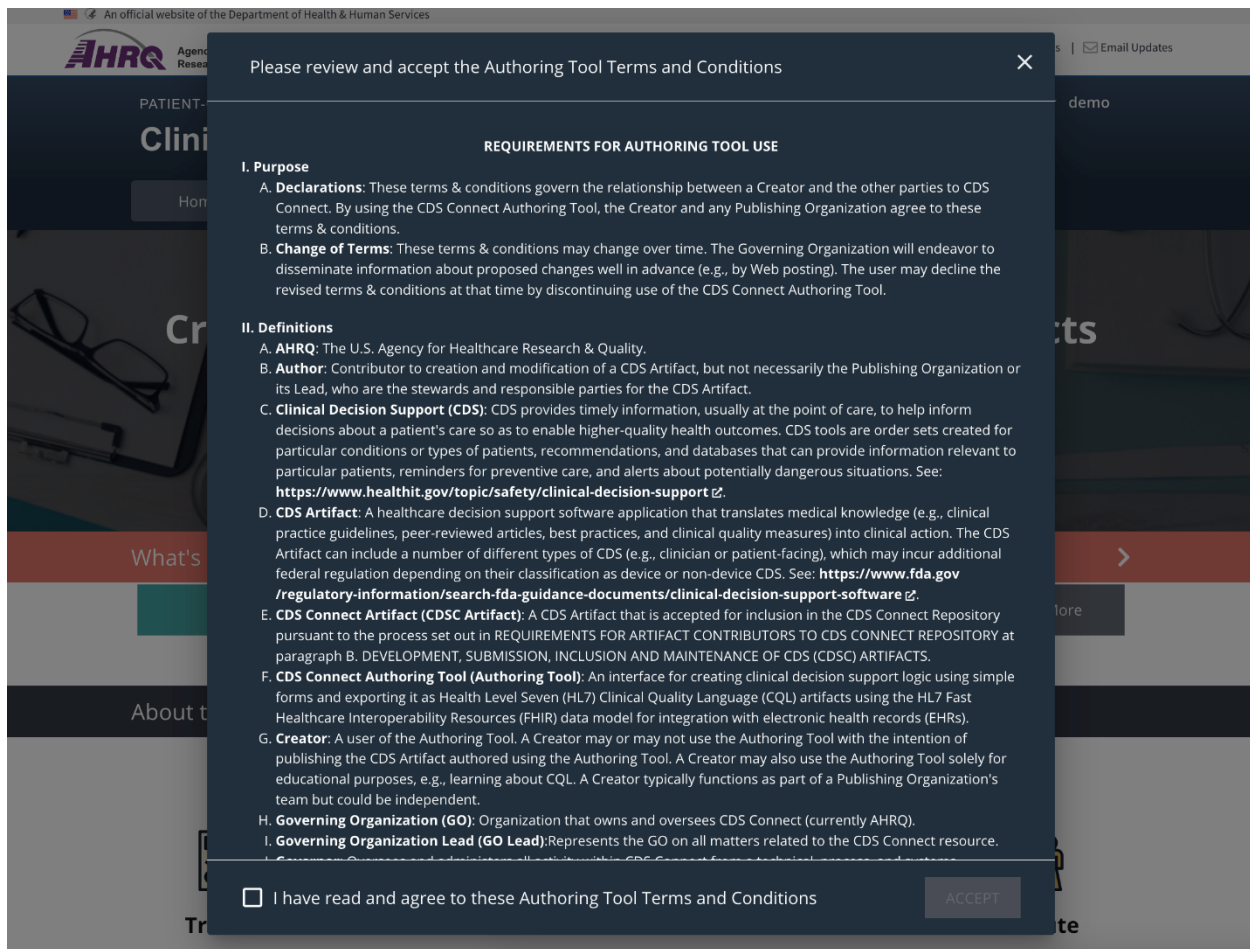 An official website of the Department of Health & Human Services
AHRQ
s | Email Updates
Please review and accept the Authoring Tool Terms and Conditions
PATIENT-
demo
Clini
REQUIREMENTS FOR AUTHORING TOOL USE
I. Purpose
A. Declarations: These terms & conditions govern the relationship between a Creator and the other parties to CDS
Connect. By using the CDS Connect Authoring Tool, the Creator and any Publishing Organization agree to these
terms & conditions.
B. Change of Terms: These terms & conditions may change over time. The Governing Organization will endeavor to
disseminate information about proposed changes well in advance (e.g., by Web posting). The user may decline the
revised terms & conditions at that time by discontinuing use of the CDS Connect Authoring Tool.
II. Definitions
A. AHRQ: The U.S. Agency for Healthcare Research & Quality.
B. Author: Contributor to creation and modification of a CDS Artifact, but not necessarily the Publishing Organization or
its Lead, who are the stewards and responsible parties for the CDS Artifact.
C. Clinical Decision Support (CDS): CDS provides timely information, usually at the point of care, to help inform
decisions about a patient's care so as to enable higher-quality health outcomes. CDS tools are order sets created for
particular conditions or types of patients, recommendations, and databases that can provide information relevant to
particular patients, reminders for preventive care, and alerts about potentially dangerous situations. See:
https://www.healthit.gov/topic/safety/clinical-decision-support.
D. CDS Artifact: A healthcare decision support software application that translates medical knowledge (e.g., clinical
practice guidelines, peer-reviewed articles, best practices, and clinical quality measures) into clinical action. The CDS
Artifact can include a number of different types of CDS (e.g., clinician or patient-facing), which may incur additional
federal regulation depending on their classification as device or non-device CDS. See: https://www.fda.gov
/regulatory-information/search-fda-guidance-documents/clinical-decision-support-software.
E. CDS Connect Artifact (CDSC Artifact): A CDS Artifact that is accepted for inclusion in the CDS Connect Repository
pursuant to the process set out in REQUIREMENTS FOR ARTIFACT CONTRIBUTORS TO CDS CONNECT REPOSITORY at
paragraph B. DEVELOPMENT, SUBMISSION, INCLUSION AND MAINTENANCE OF CDS (CDSC) ARTIFACTS.
F. CDS Connect Authoring Tool (Authoring Tool): An interface for creating clinical decision support logic using simple
forms and exporting it as Health Level Seven (HL7) Clinical Quality Language (CQL) artifacts using the HL7 Fast
Healthcare Interoperability Resources (FHIR) data model for integration with electronic health records (EHRs).
G. Creator: A user of the Authoring Tool. A Creator may or may not use the Authoring Tool with the intention of
publishing the CDS Artifact authored using the Authoring Tool. A Creator may also use the Authoring Tool solely for
educational purposes, e.g., learning about CQL. A Creator typically functions as part of a Publishing Organization's
team but could be independent.
H. Governing Organization (GO): Organization that owns and oversees CDS Connect (currently AHRQ).
I. Governing Organization Lead (GO Lead):Represents the GO on all matters related to the CDS Connect resource.
I have read and agree to these Authoring Tool Terms and Conditions
ACCEPT
Agenc
Resea
Hom
Cr
cts
What's
More
About t
Tr
te